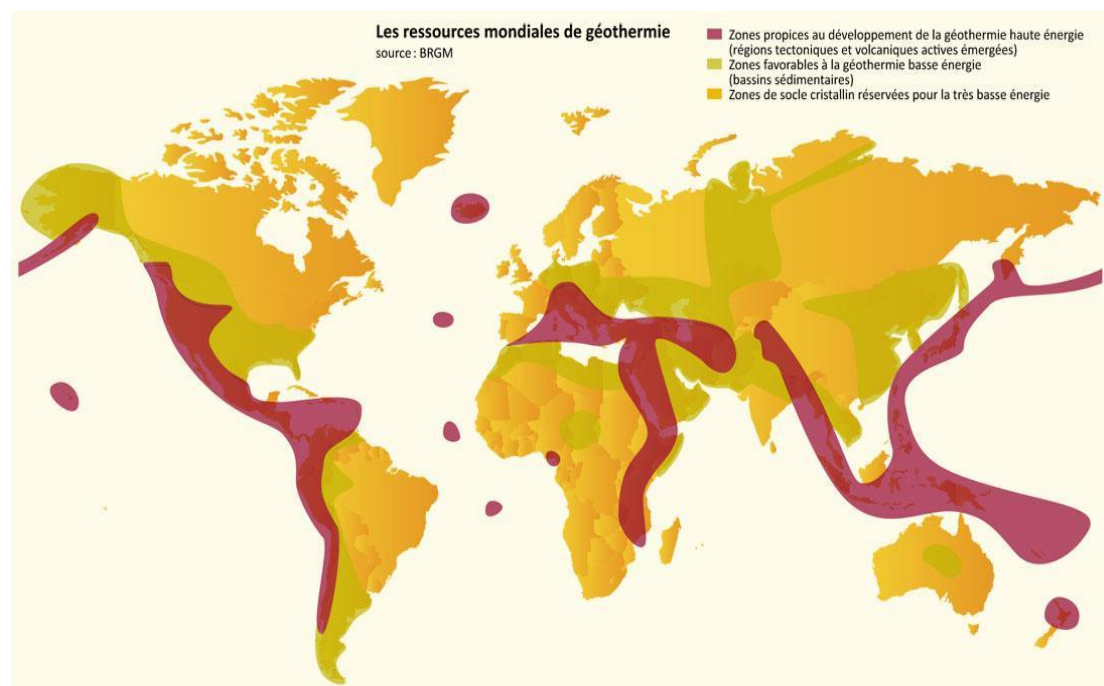 Les ressources mondiales de géothermie
source : BRGM
Zones propices au développement de la géothermie haute énergie
(régions tectoniques et volcaniques actives émergées)
Zones favorables à la géothermie basse énergie
(bassins sédimentaires)
Zones de socle cristallin réservées pour la très basse énergie